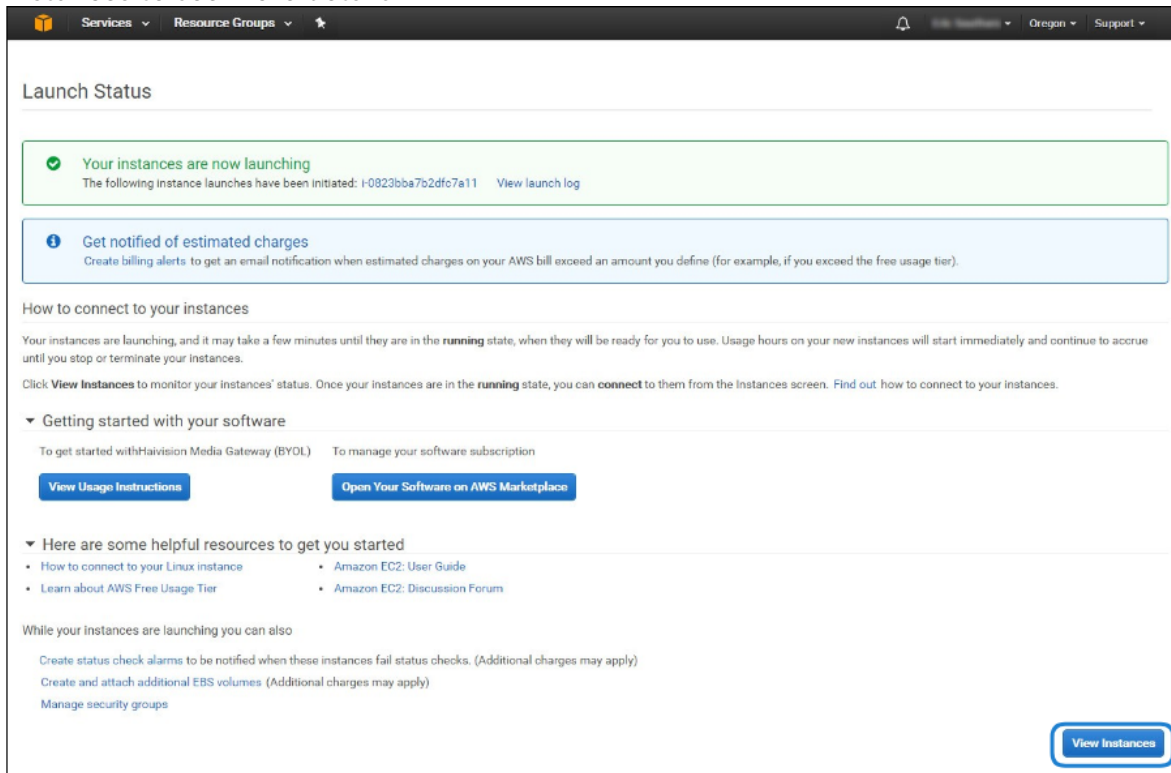 Services
Resource Groups
Oregon
Support
Launch Status
Your instances are now launching
The following instance launches have been initiated: i-0823bba7b2dfc7a11 View launch log
Get notified of estimated charges
Create billing alerts to get an email notification when estimated charges on your AWS bill exceed an amount you define (for example, if you exceed the free usage tier).
How to connect to your instances
Your instances are launching, and it may take a few minutes until they are in the running state, when they will be ready for you to use. Usage hours on your new instances will start immediately and continue to accrue
until you stop or terminate your instances.
Click View Instances to monitor your instances' status. Once your instances are in the running state, you can connect to them from the Instances screen. Find out how to connect to your instances.
Getting started with your software
To get started withHaivision Media Gateway (BYOL)
To manage your software subscription
View Usage Instructions
Open Your Software on AWS Marketplace
Here are some helpful resources to get you started
How to connect to your Linux instance
Amazon EC2: User Guide
Learn about AWS Free Usage Tier
Amazon EC2: Discussion Forum
While your instances are launching you can also
Create status check alarms to be notified when these instances fail status checks. (Additional charges may apply)
Create and attach additional EBS volumes (Additional charges may apply)
Manage security groups
View Instances